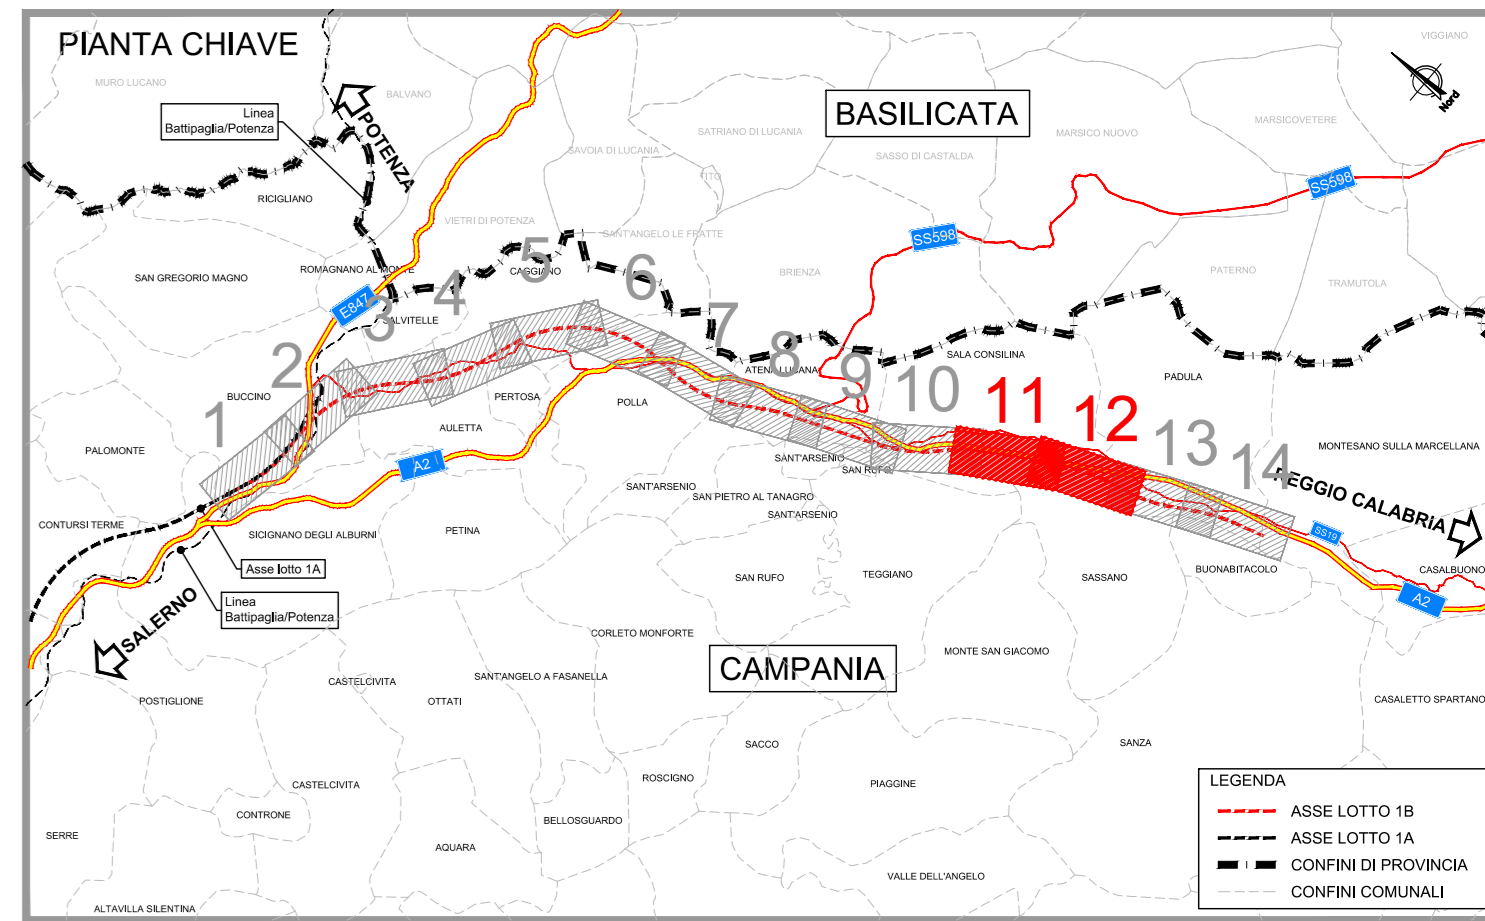 PIANTA CHIAVE
VIGGIANO
MURO LUCANO
BALVANO
Linea
Battipaglia/Potenza
POTENZA
BASILICATA
Nord
SATRIANO DI LUCANIA
MARSICO NUOVO
MARSICOVETERE
SAVOIA DI LUCANIA
SASSO DI CASTALDA
TITO
SS598
RICIGLIANO
VIETRI DI POTENZA
SANT'ANGELO LE FRATTE
SS598
SAN GREGORIO MAGNO
ROMAGNANO AL MONTE
CAGGIANO
BRIENZA
PATERNO
TRAMUTOLA
E847
SALVITELLE
1
2
3
4
5
6
7
8
9
10
11
12
13
14
SALA CONSILINA
ATENA LUCANA
PADULA
BUCCINO
PERTOSA
POLLA
AULETTA
PALOMONTE
MONTESANO SULLA MARCELLANA
A2
SANT'ARSENIO
SAN RUFO
SANT'ARSENIO
SAN PIETRO AL TANAGRO
SANT'ARSENIO
REGGIO CALABRiA
CONTURSI TERME
SICIGNANO DEGLI ALBURNI
PETINA
SS19
Asse lotto 1A
SAN RUFO
TEGGIANO
SASSANO
BUONABITACOLO
CASALBUONO
A2
Linea
Battipaglia/Potenza
SALERNO
CORLETO MONFORTE
MONTE SAN GIACOMO
CAMPANIA
POSTIGLIONE
CASTELCIVITA
SANT'ANGELO A FASANELLA
OTTATI
CASALETTO SPARTANO
SACCO
SANZA
ROSCIGNO
PIAGGINE
CASTELCIVITA
CONTRONE
BELLOSGUARDO
SERRE
AQUARA
VALLE DELL'ANGELO
ALTAVILLA SILENTINA
LEGENDA
ASSE LOTTO 1B
ASSE LOTTO 1A
CONFINI DI PROVINCIA
CONFINI COMUNALI